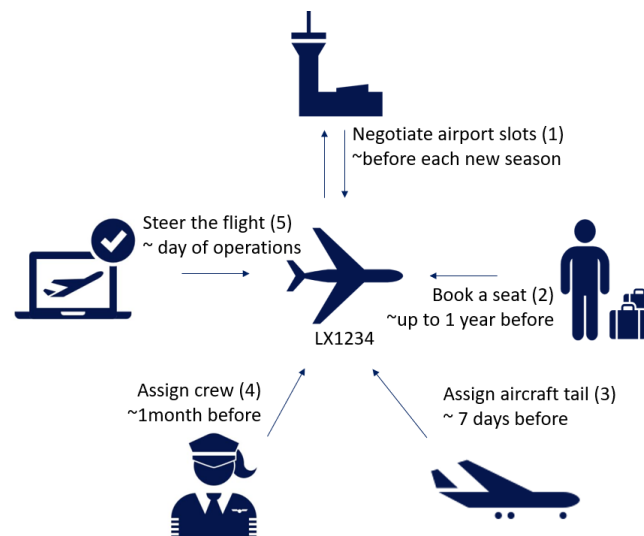 Negotiate airport slots (1)
~before each new season
Steer the flight (5)
~ day of operations
Book a seat (2)
~up to 1 year before
LX1234
Assign crew (4)
~1month before
Assign aircraft tail (3)
~ 7 days before